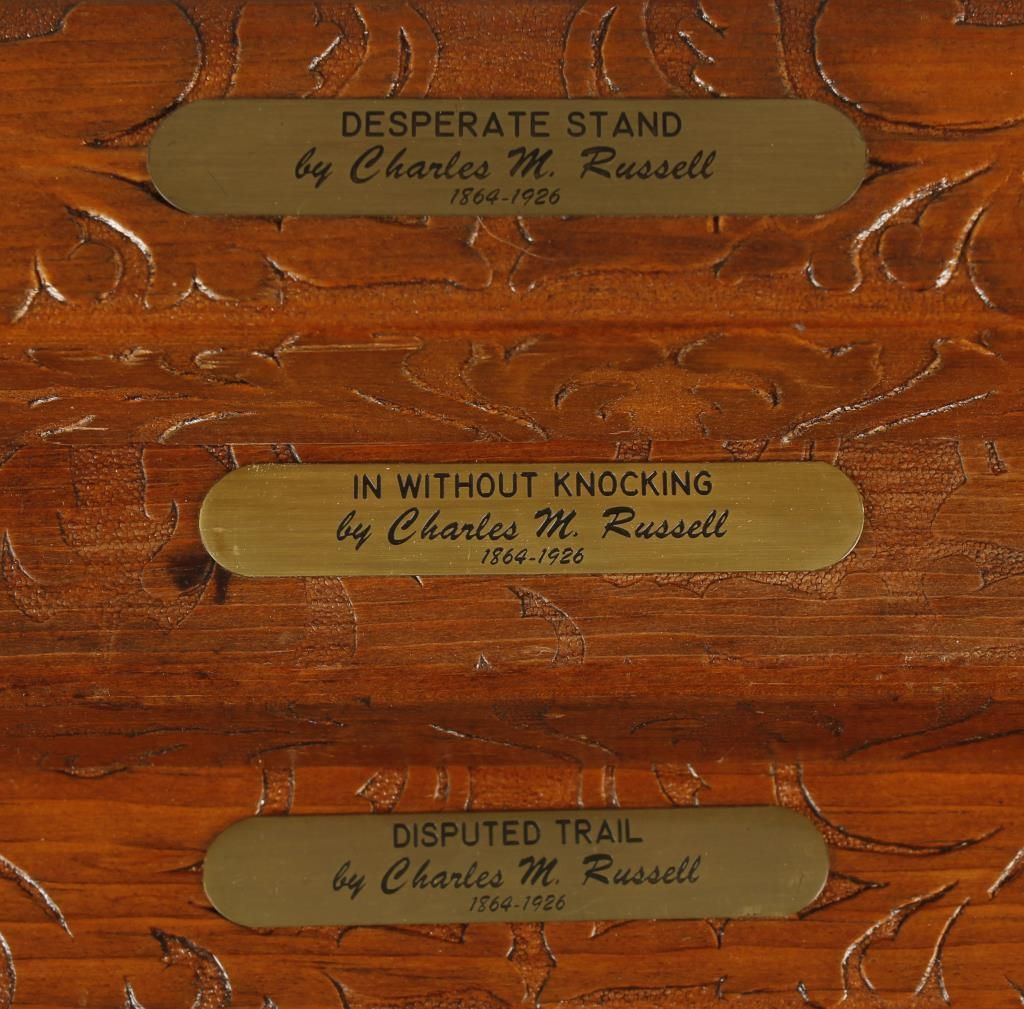 DESPERATE STAND
by Charles M. Russell
1864-1926
IN WITHOUT KNOCKING
by Charles M. Russell
1864-1926
DISPUTED TRAIL
by Charles M. Russell
1864-1926